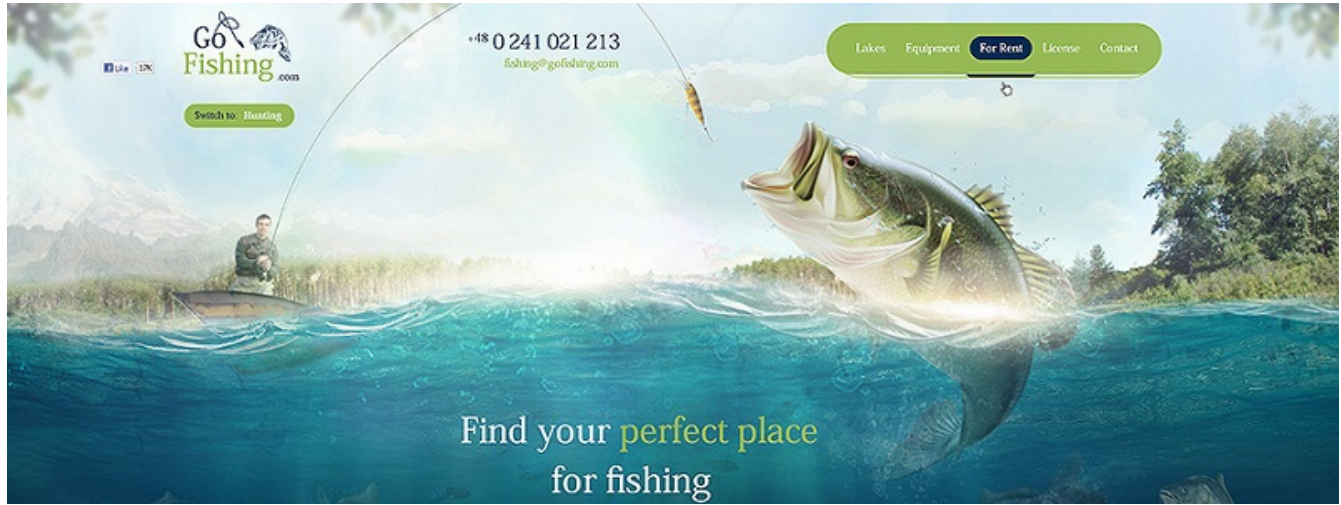 Go
Fishing
.com
Like 17K
Switch to: Hunting
+48 0 241 021 213
fishing@gofishing.com
Lakes Equipment For Rent License Contact
Find your perfect place
for fishing